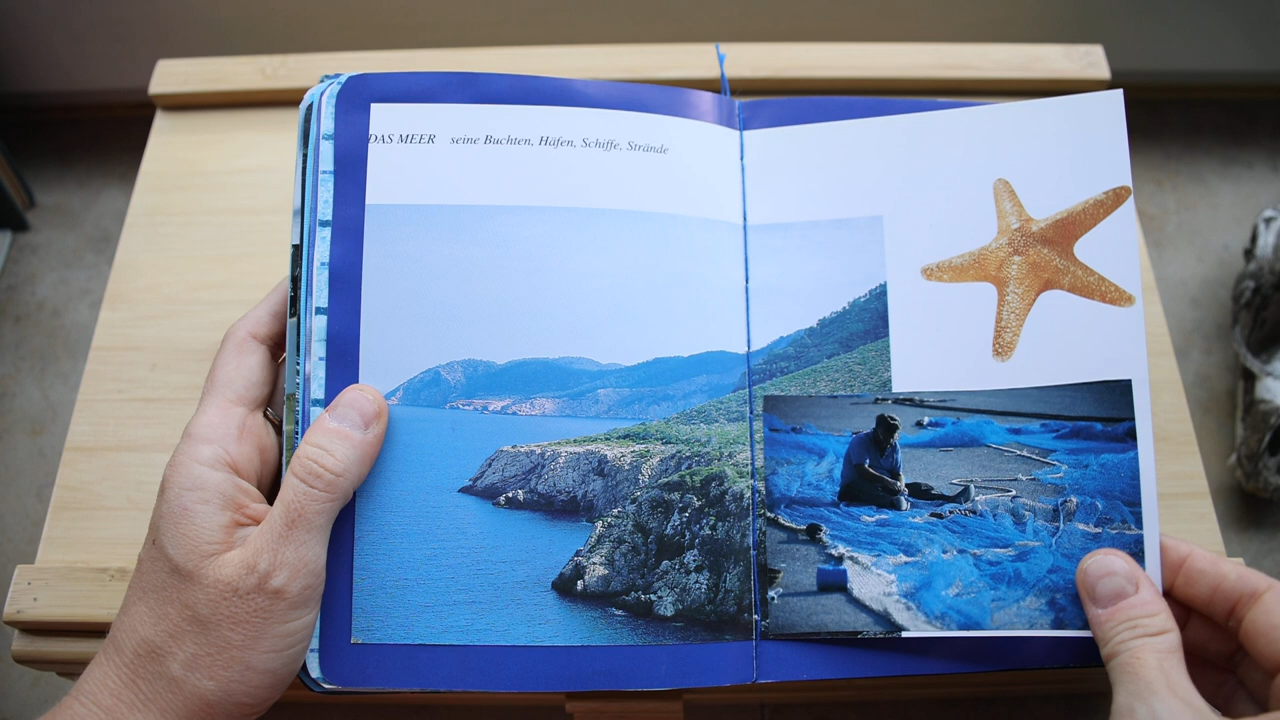 DAS MEER seine Buchten, Häfen, Schiffe, Strände